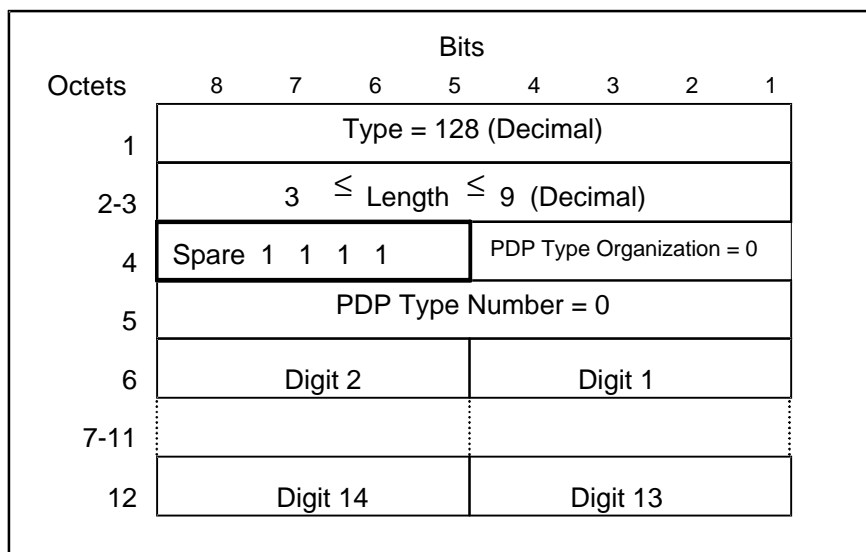 Bits
Octets 8 7 6 5 4 3 2 1
1 Type = 128 (Decimal)
2-3 3 ≤ Length ≤ 9 (Decimal)
4 Spare 1 1 1 1 PDP Type Organization = 0
5 PDP Type Number = 0
6 Digit 2 Digit 1
7-11
12 Digit 14 Digit 13